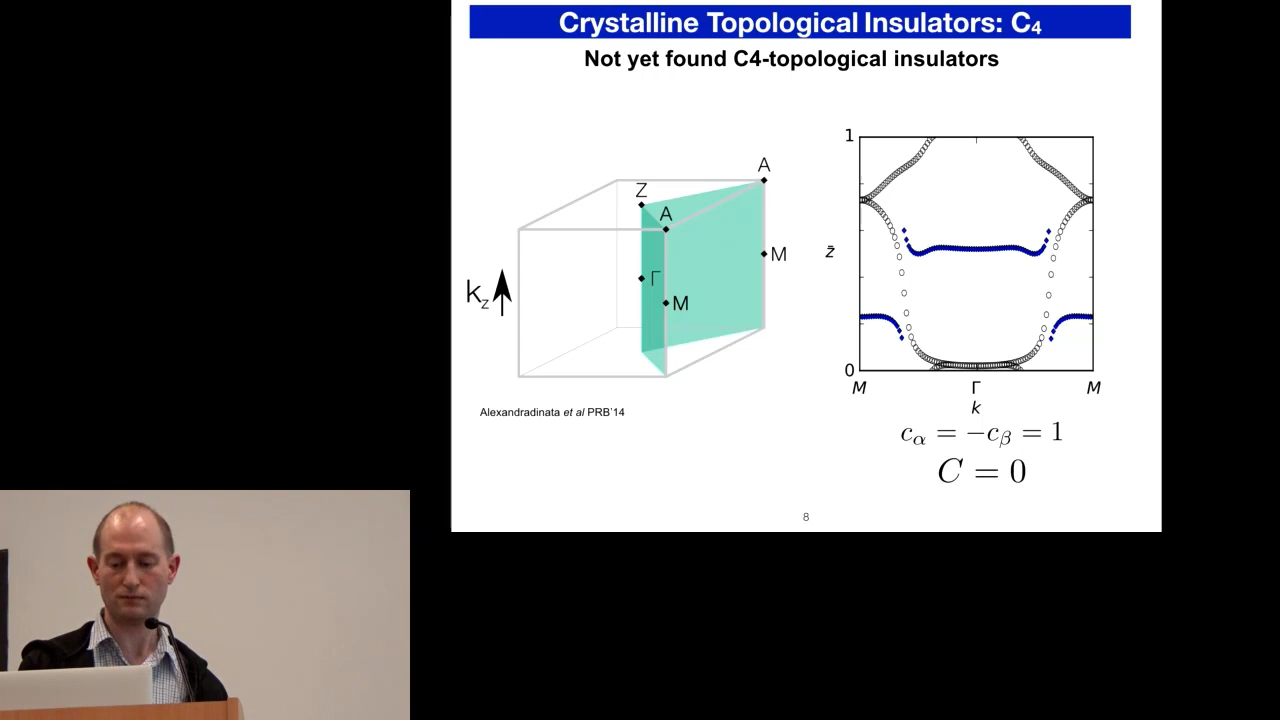 Crystalline Topological Insulators: C₄
Not yet found C4-topological insulators
A
Z
A
M
Γ
M
k_z
Alexandradinata et al PRB'14
1
z̄
0
M Γ M
k
c_α = −c_β = 1
C = 0
8